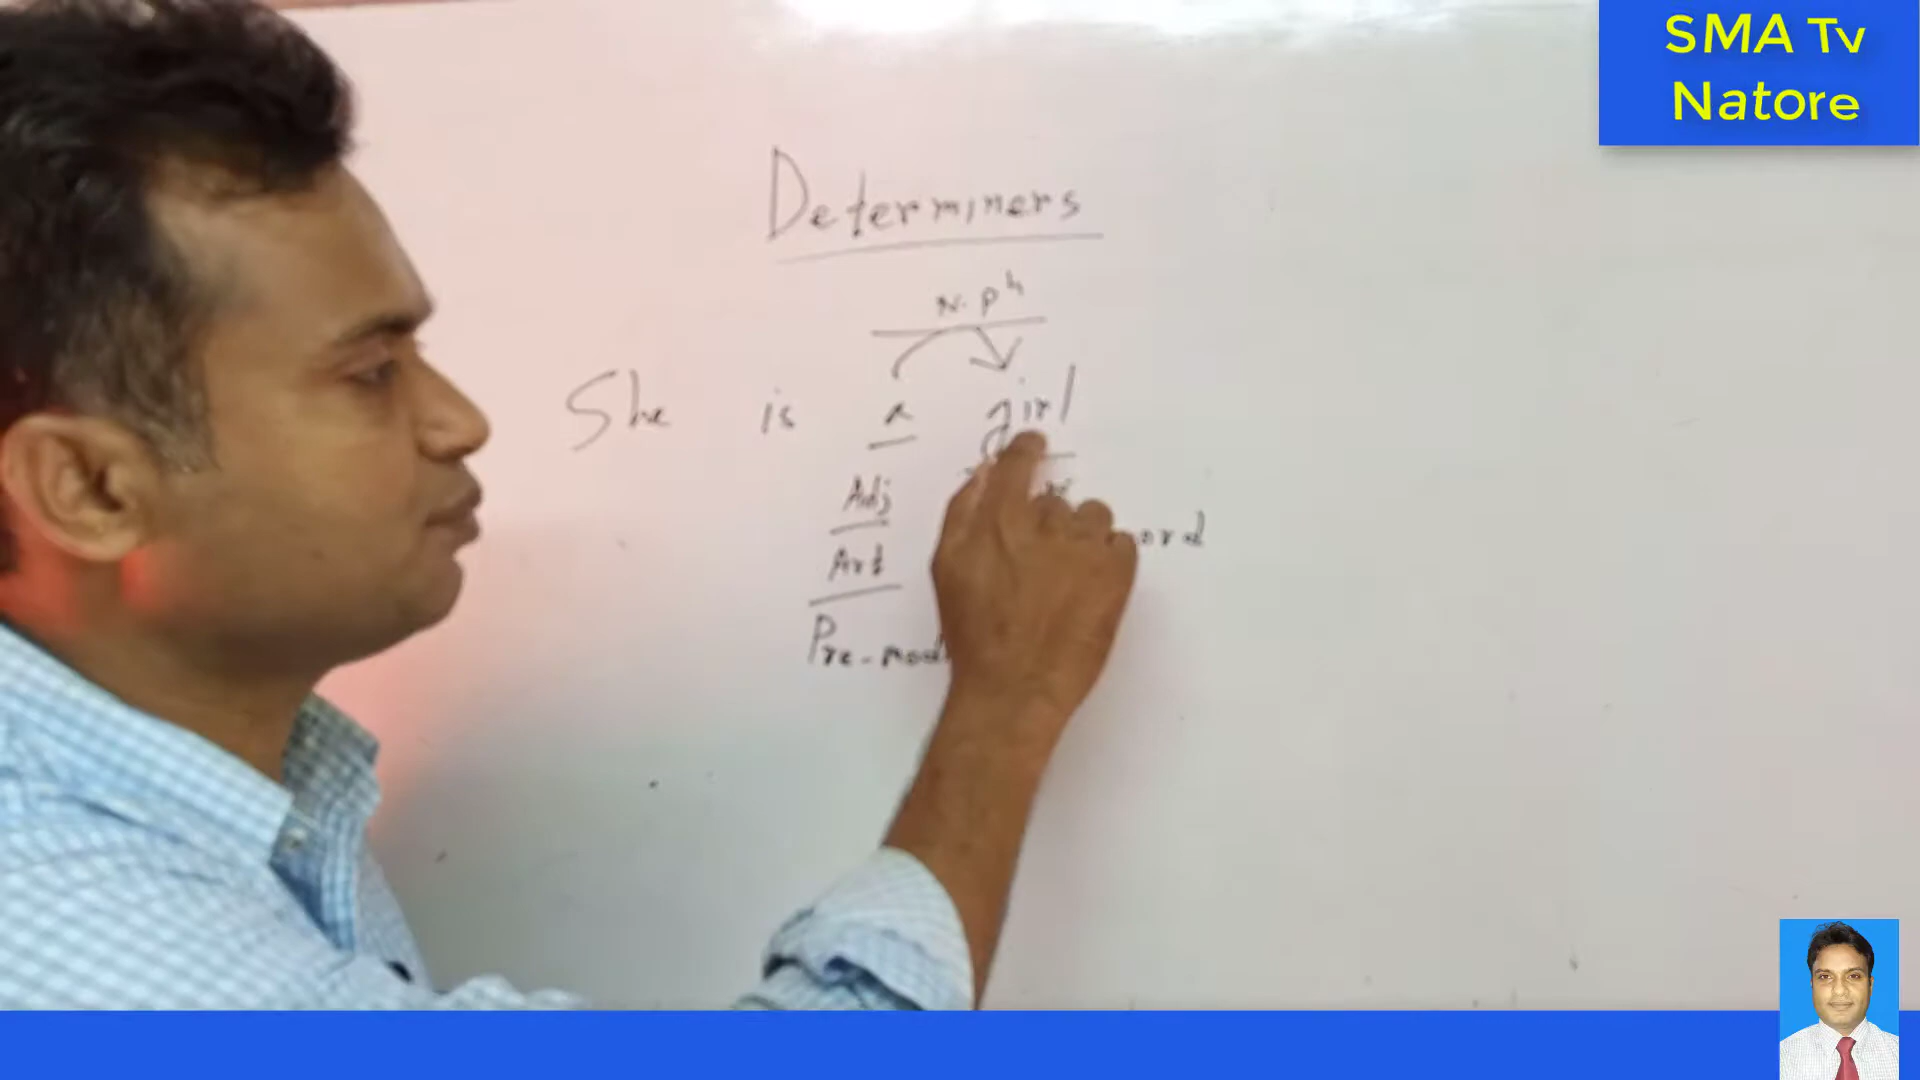 SMA Tv
Natore
Determiners
N. ph
She is a girl
Adj
Art
Pre-mod